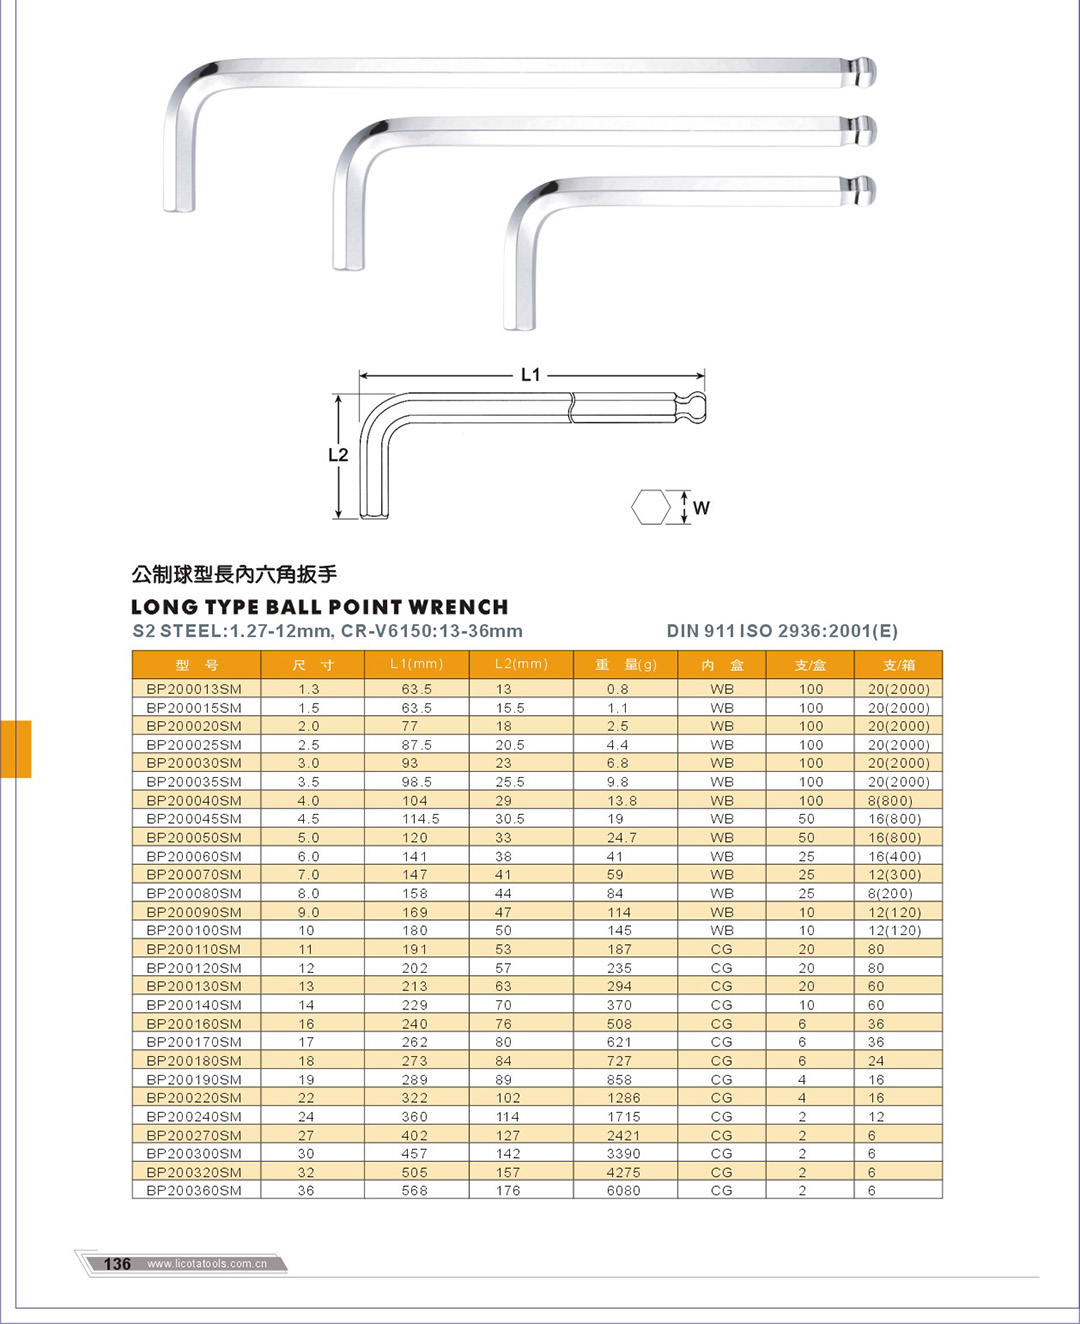 L1
L2
W
公制球型長內六角扳手
LONG TYPE BALL POINT WRENCH
S2 STEEL:1.27-12mm, CR-V6150:13-36mm DIN 911 ISO 2936:2001(E)
型 号 尺 寸 L1(mm) L2(mm) 重 量(g) 内 盒 支/盒 支/箱
BP200013SM 1.3 63.5 13 0.8 WB 100 20(2000)
BP200015SM 1.5 63.5 15.5 1.1 WB 100 20(2000)
BP200020SM 2.0 77 18 2.5 WB 100 20(2000)
BP200025SM 2.5 87.5 20.5 4.4 WB 100 20(2000)
BP200030SM 3.0 93 23 6.8 WB 100 20(2000)
BP200035SM 3.5 98.5 25.5 9.8 WB 100 20(2000)
BP200040SM 4.0 104 29 13.8 WB 100 8(800)
BP200045SM 4.5 114.5 30.5 19 WB 50 16(800)
BP200050SM 5.0 120 33 24.7 WB 50 16(800)
BP200060SM 6.0 141 38 41 WB 25 16(400)
BP200070SM 7.0 147 41 59 WB 25 12(300)
BP200080SM 8.0 158 44 84 WB 25 8(200)
BP200090SM 9.0 169 47 114 WB 10 12(120)
BP200100SM 10 180 50 145 WB 10 12(120)
BP200110SM 11 191 53 187 CG 20 80
BP200120SM 12 202 57 235 CG 20 80
BP200130SM 13 213 63 294 CG 20 60
BP200140SM 14 229 70 370 CG 10 60
BP200160SM 16 240 76 508 CG 6 36
BP200170SM 17 262 80 621 CG 6 36
BP200180SM 18 273 84 727 CG 6 24
BP200190SM 19 289 89 858 CG 4 16
BP200220SM 22 322 102 1286 CG 4 16
BP200240SM 24 360 114 1715 CG 2 12
BP200270SM 27 402 127 2421 CG 2 6
BP200300SM 30 457 142 3390 CG 2 6
BP200320SM 32 505 157 4275 CG 2 6
BP200360SM 36 568 176 6080 CG 2 6
136 www.licotatools.com.cn